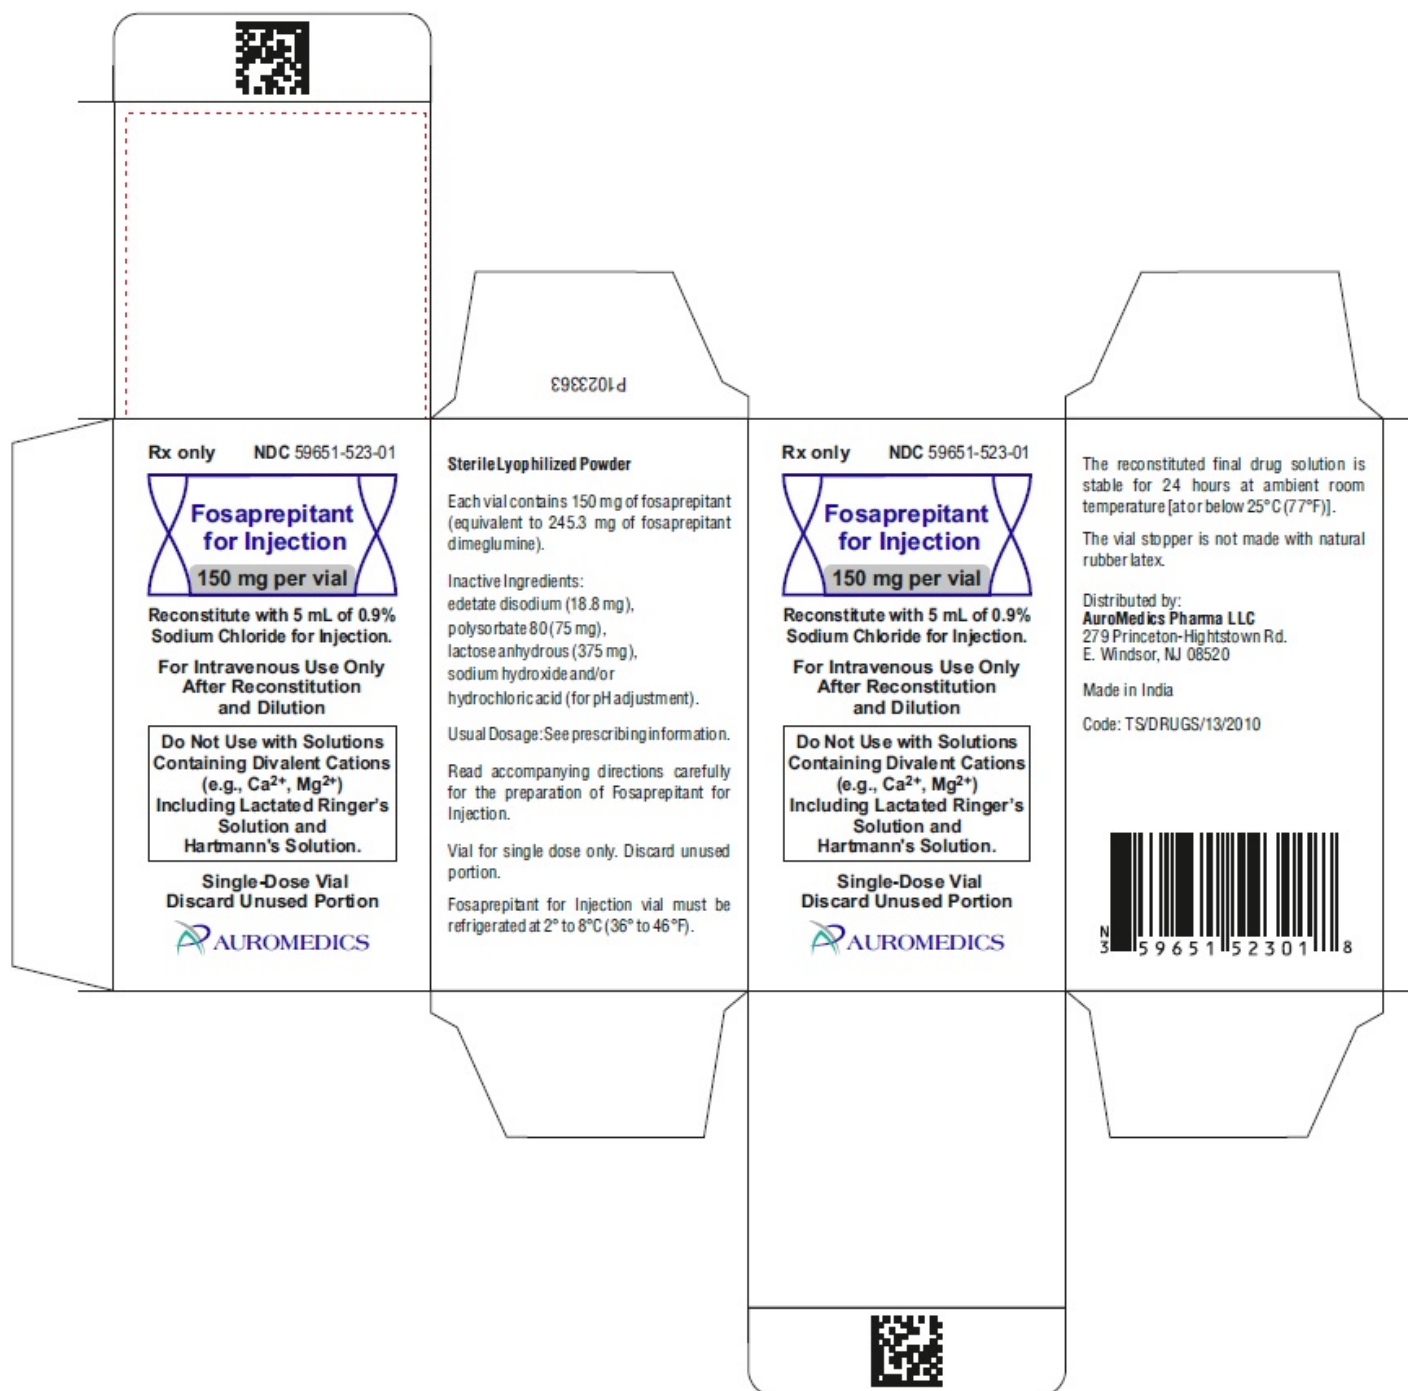 P1023363
Rx only NDC 59651-523-01
Fosaprepitant
for Injection
150 mg per vial
Reconstitute with 5 mL of 0.9%
Sodium Chloride for Injection.
For Intravenous Use Only
After Reconstitution
and Dilution
Do Not Use with Solutions
Containing Divalent Cations
(e.g., Ca²⁺, Mg²⁺)
Including Lactated Ringer's
Solution and
Hartmann's Solution.
Single-Dose Vial
Discard Unused Portion
AUROMEDICS
Sterile Lyophilized Powder
Each vial contains 150 mg of fosaprepitant
(equivalent to 245.3 mg of fosaprepitant
dimeglumine).
Inactive Ingredients:
edetate disodium (18.8 mg),
polysorbate 80 (75 mg),
lactose anhydrous (375 mg),
sodium hydroxide and/or
hydrochloric acid (for pH adjustment).
Usual Dosage: See prescribing information.
Read accompanying directions carefully
for the preparation of Fosaprepitant for
Injection.
Vial for single dose only. Discard unused
portion.
Fosaprepitant for Injection vial must be
refrigerated at 2° to 8°C (36° to 46°F).
Rx only NDC 59651-523-01
Fosaprepitant
for Injection
150 mg per vial
Reconstitute with 5 mL of 0.9%
Sodium Chloride for Injection.
For Intravenous Use Only
After Reconstitution
and Dilution
Do Not Use with Solutions
Containing Divalent Cations
(e.g., Ca²⁺, Mg²⁺)
Including Lactated Ringer's
Solution and
Hartmann's Solution.
Single-Dose Vial
Discard Unused Portion
AUROMEDICS
The reconstituted final drug solution is
stable for 24 hours at ambient room
temperature [at or below 25°C (77°F)].
The vial stopper is not made with natural
rubber latex.
Distributed by:
AuroMedics Pharma LLC
279 Princeton-Hightstown Rd.
E. Windsor, NJ 08520
Made in India
Code: TS/DRUGS/13/2010
N
3 59651 52301 8